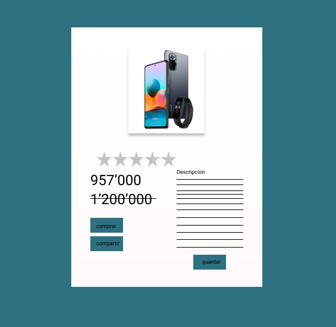 957'000
1'200'000
Descripcion
comprar
compartir
guardar